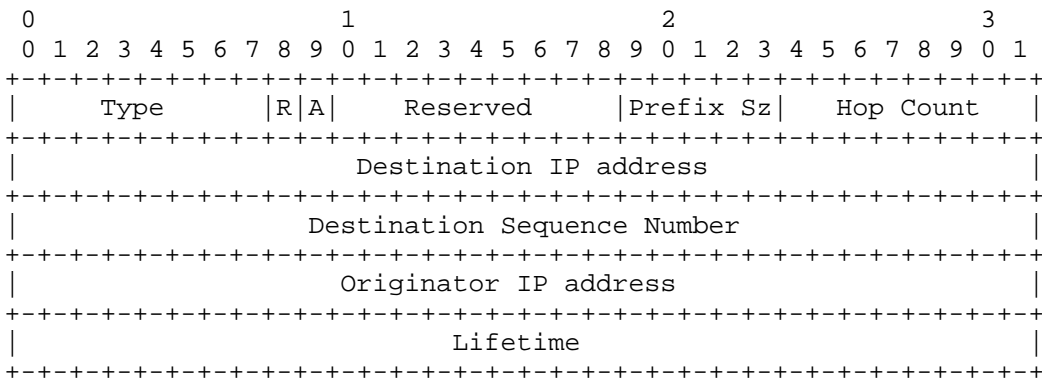 0                   1                   2                   3
 0 1 2 3 4 5 6 7 8 9 0 1 2 3 4 5 6 7 8 9 0 1 2 3 4 5 6 7 8 9 0 1
+-+-+-+-+-+-+-+-+-+-+-+-+-+-+-+-+-+-+-+-+-+-+-+-+-+-+-+-+-+-+-+-+
|     Type      |R|A|    Reserved     |Prefix Sz|   Hop Count   |
+-+-+-+-+-+-+-+-+-+-+-+-+-+-+-+-+-+-+-+-+-+-+-+-+-+-+-+-+-+-+-+-+
|                     Destination IP address                    |
+-+-+-+-+-+-+-+-+-+-+-+-+-+-+-+-+-+-+-+-+-+-+-+-+-+-+-+-+-+-+-+-+
|                  Destination Sequence Number                  |
+-+-+-+-+-+-+-+-+-+-+-+-+-+-+-+-+-+-+-+-+-+-+-+-+-+-+-+-+-+-+-+-+
|                    Originator IP address                      |
+-+-+-+-+-+-+-+-+-+-+-+-+-+-+-+-+-+-+-+-+-+-+-+-+-+-+-+-+-+-+-+-+
|                           Lifetime                            |
+-+-+-+-+-+-+-+-+-+-+-+-+-+-+-+-+-+-+-+-+-+-+-+-+-+-+-+-+-+-+-+-+